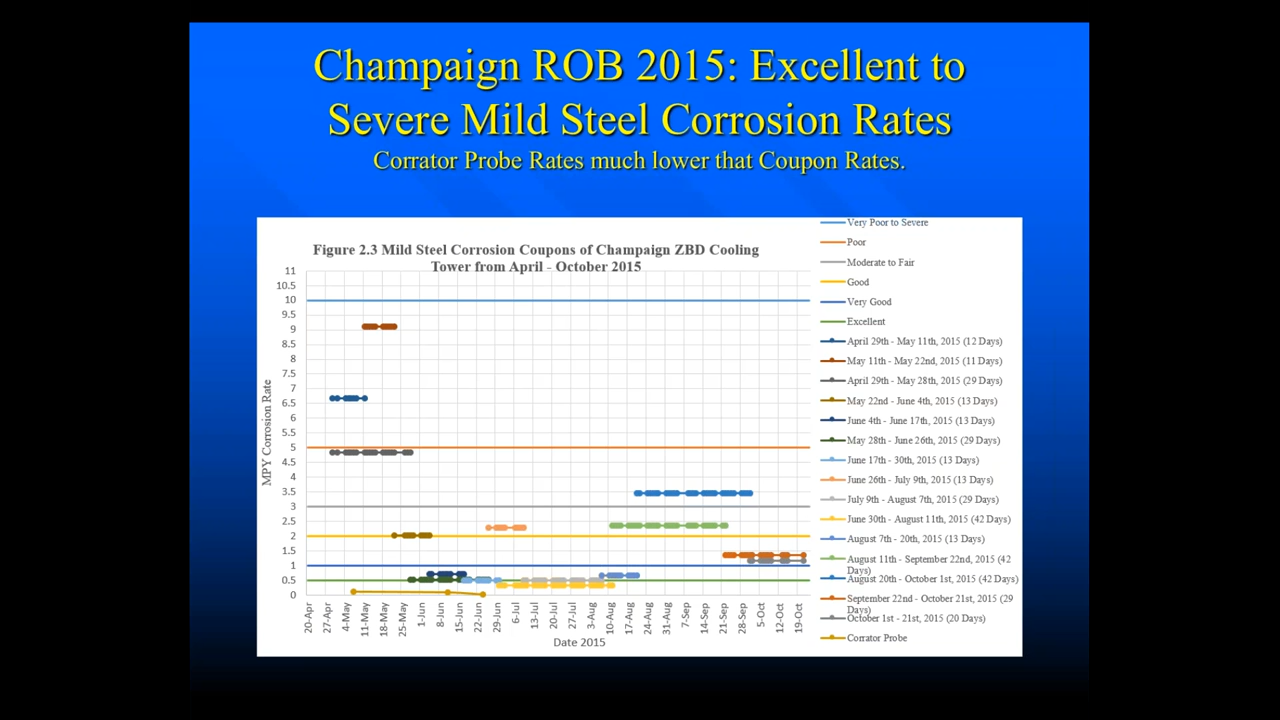 Champaign ROB 2015: Excellent to
Severe Mild Steel Corrosion Rates
Corrator Probe Rates much lower that Coupon Rates.
Figure 2.3 Mild Steel Corrosion Coupons of Champaign ZBD Cooling
Tower from April - October 2015
MPY Corrosion Rate
11
10.5
10
9.5
9
8.5
8
7.5
7
6.5
6
5.5
5
4.5
4
3.5
3
2.5
2
1.5
1
0.5
0
20-Apr
27-Apr
4-May
11-May
18-May
25-May
1-Jun
8-Jun
15-Jun
22-Jun
29-Jun
6-Jul
13-Jul
20-Jul
27-Jul
3-Aug
10-Aug
17-Aug
24-Aug
31-Aug
7-Sep
14-Sep
21-Sep
28-Sep
5-Oct
12-Oct
19-Oct
Date 2015
Very Poor to Severe
Poor
Moderate to Fair
Good
Very Good
Excellent
April 29th - May 11th, 2015 (12 Days)
May 11th - May 22nd, 2015 (11 Days)
April 29th - May 28th, 2015 (29 Days)
May 22nd - June 4th, 2015 (13 Days)
June 4th - June 17th, 2015 (13 Days)
May 28th - June 26th, 2015 (29 Days)
June 17th - 30th, 2015 (13 Days)
June 26th - July 9th, 2015 (13 Days)
July 9th - August 7th, 2015 (29 Days)
June 30th - August 11th, 2015 (42 Days)
August 7th - 20th, 2015 (13 Days)
August 11th - September 22nd, 2015 (42
Days)
August 20th - October 1st, 2015 (42 Days)
September 22nd - October 21st, 2015 (29
Days)
October 1st - 21st, 2015 (20 Days)
Corrator Probe